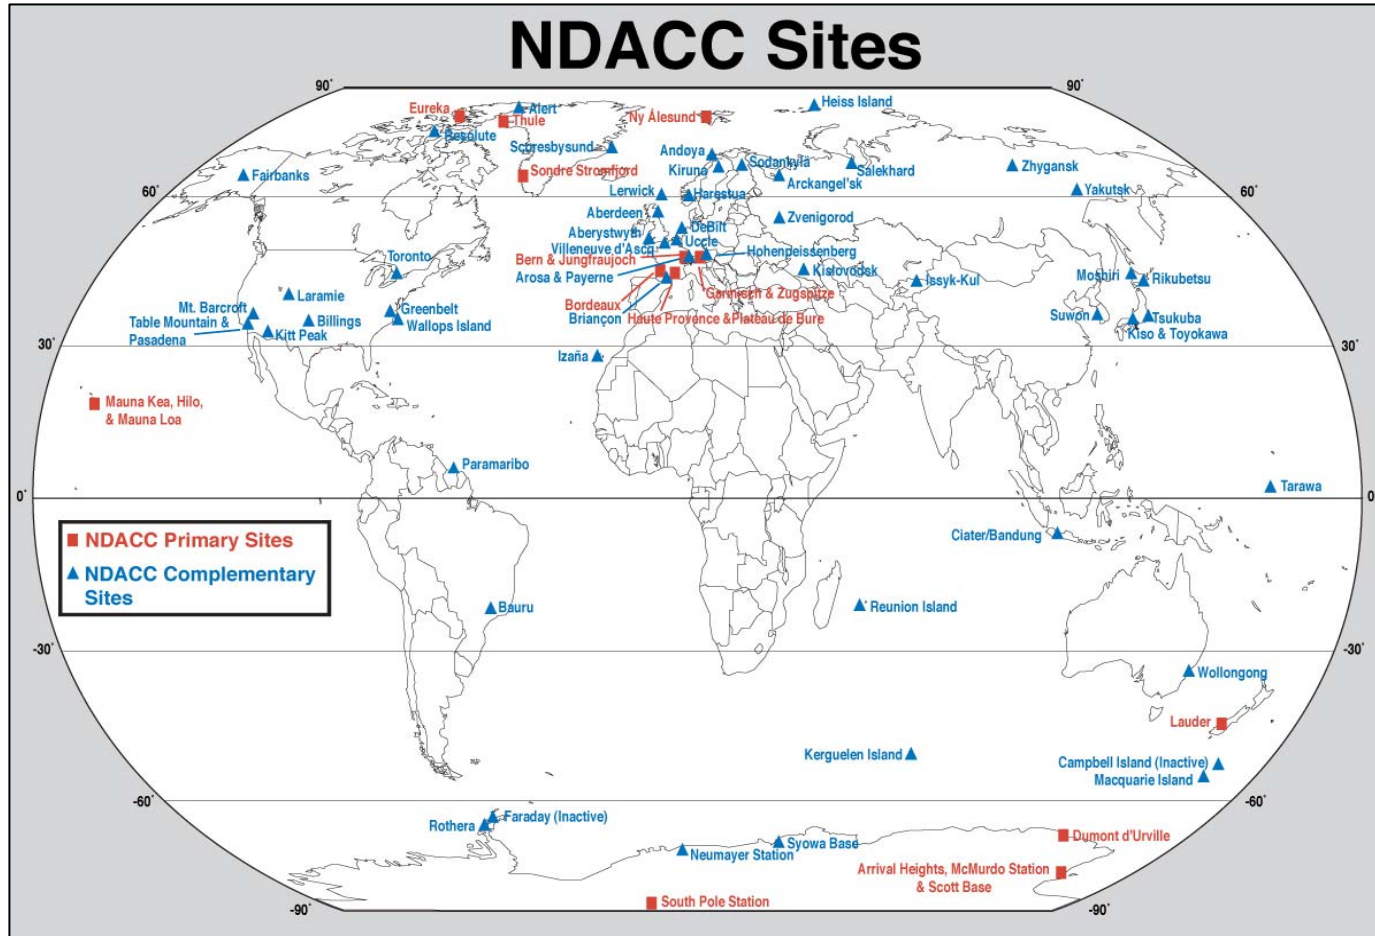 NDACC Sites
90°
90°
Eureka
Alert
Thule
Resolute
Ny Ålesund
Heiss Island
Scoresbysund
Sondre Stromfjord
Fairbanks
Andøya
Kiruna
Sodankylä
Salekhard
Arckangel'sk
Zhygansk
Yakutsk
60°
60°
Lerwick
Harestua
Aberdeen
Zvenigorod
Aberystwyth
DeBilt
Villeneuve d'Ascq
Uccle
Hohenpeissenberg
Bern & Jungfraujoch
Arosa & Payerne
Kislovodsk
Issyk-Kul
Moshiri
Rikubetsu
Toronto
Garmisch & Zugspitze
Bordeaux
Briançon
Haute Provence &Plateau de Bure
Mt. Barcroft
Laramie
Greenbelt
Table Mountain &
Pasadena
Billings
Wallops Island
Kitt Peak
Suwon
Tsukuba
Kiso & Toyokawa
30°
30°
Izaña
Mauna Kea, Hilo,
& Mauna Loa
Paramaribo
Tarawa
0°
0
NDACC Primary Sites
NDACC Complementary
Sites
Ciater/Bandung
Bauru
Reunion Island
-30°
-30°
Wollongong
Lauder
Kerguelen Island
Campbell Island (Inactive)
Macquarie Island
-60°
-60°
Faraday (Inactive)
Rothera
Neumayer Station
Syowa Base
Dumont d'Urville
Arrival Heights, McMurdo Station
& Scott Base
South Pole Station
-90°
-90°